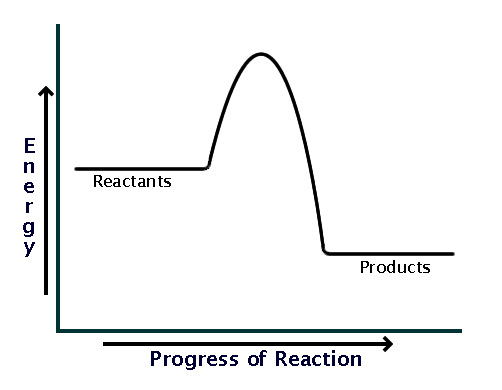 Energy
Reactants
Products
Progress of Reaction